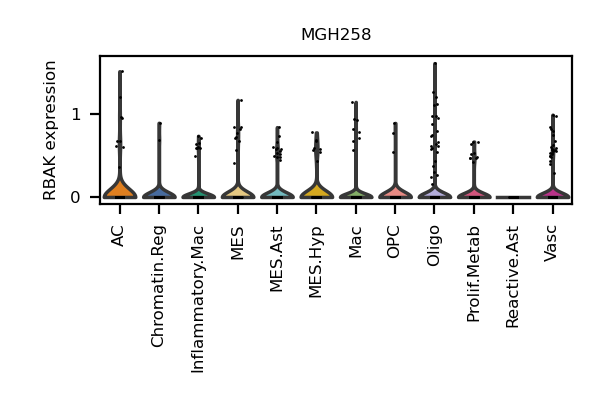 MGH258
RBAK expression
1
0
AC
Chromatin.Reg
Inflammatory.Mac
MES
MES.Ast
MES.Hyp
Mac
OPC
Oligo
Prolif.Metab
Reactive.Ast
Vasc